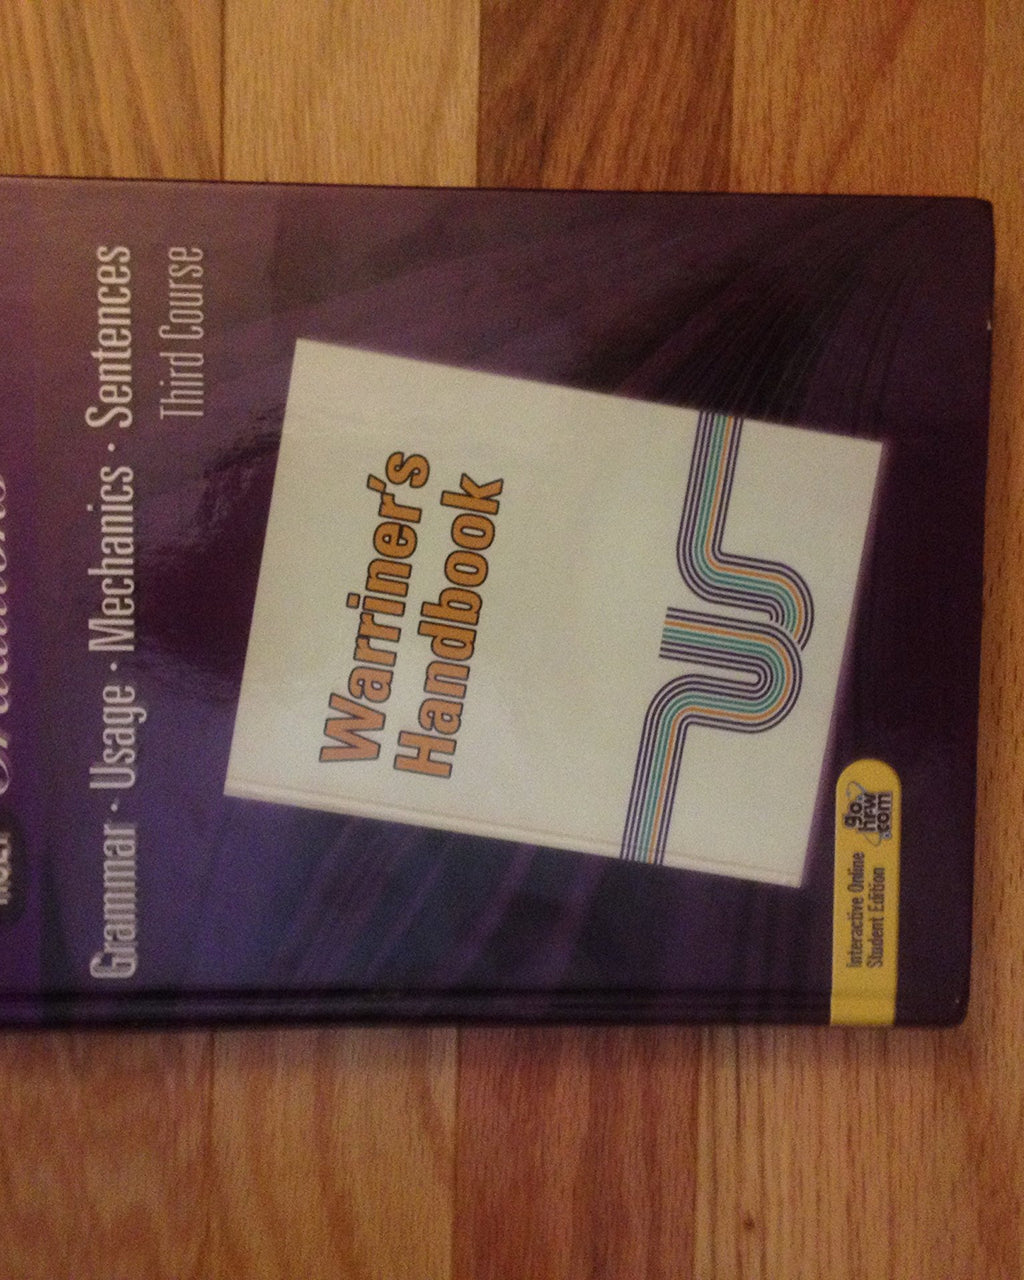 Grammar · Usage · Mechanics · Sentences
Third Course
Warriner's
Handbook
Interactive Online
Student Edition
go.
hrw
.com